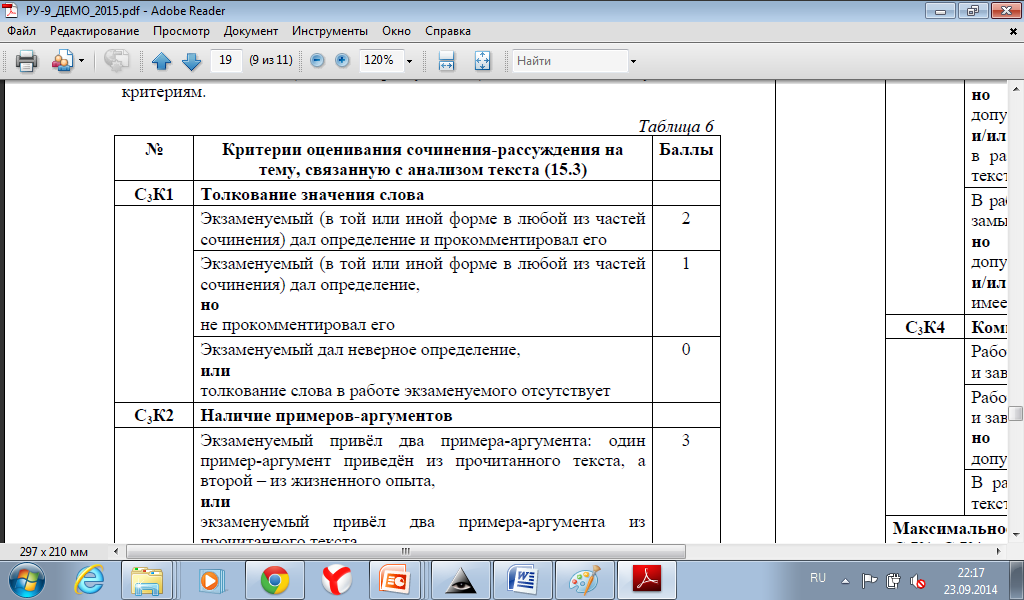 РУ-9_ДЕМО_2015.pdf - Adobe Reader
Файл Редактирование Просмотр Документ Инструменты Окно Справка
19 (9 из 11) 120% Найти
критериям.
Таблица 6
№ Критерии оценивания сочинения-рассуждения на тему, связанную с анализом текста (15.3) Баллы
С3К1 Толкование значения слова
Экзаменуемый (в той или иной форме в любой из частей
сочинения) дал определение и прокомментировал его
2
Экзаменуемый (в той или иной форме в любой из частей
сочинения) дал определение,
но
не прокомментировал его
1
Экзаменуемый дал неверное определение,
или
толкование слова в работе экзаменуемого отсутствует
0
С3К2 Наличие примеров-аргументов
Экзаменуемый привёл два примера-аргумента: один
пример-аргумент приведён из прочитанного текста, а
второй – из жизненного опыта,
или
экзаменуемый привёл два примера-аргумента из
прочитанного текста
3
но
допу
и/ил
в ра
текст
В ра
замы
но
допу
и/ил
имее
С3К4 Ком
Рабо
и зав
Рабо
и зав
но
допу
В ра
текст
Максимально
297 x 210 мм
RU
22:17
23.09.2014